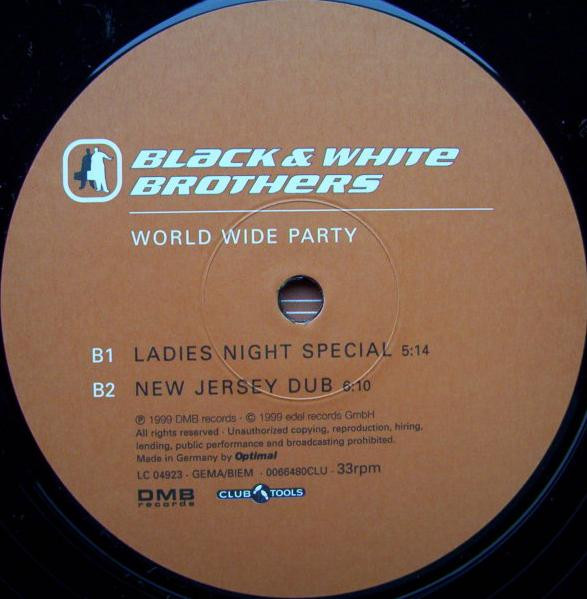 BLACK & WHITE
BROTHERS
WORLD WIDE PARTY
B1 LADIES NIGHT SPECIAL 5:14
B2 NEW JERSEY DUB 6:10
℗ 1999 DMB records · © 1999 edel records GmbH
All rights reserved · Unauthorized copying, reproduction, hiring,
lending, public performance and broadcasting prohibited.
Made in Germany by Optimal
LC 04923 · GEMA/BIEM · 0066480CLU · 33rpm
DMB
records
CLUB TOOLS